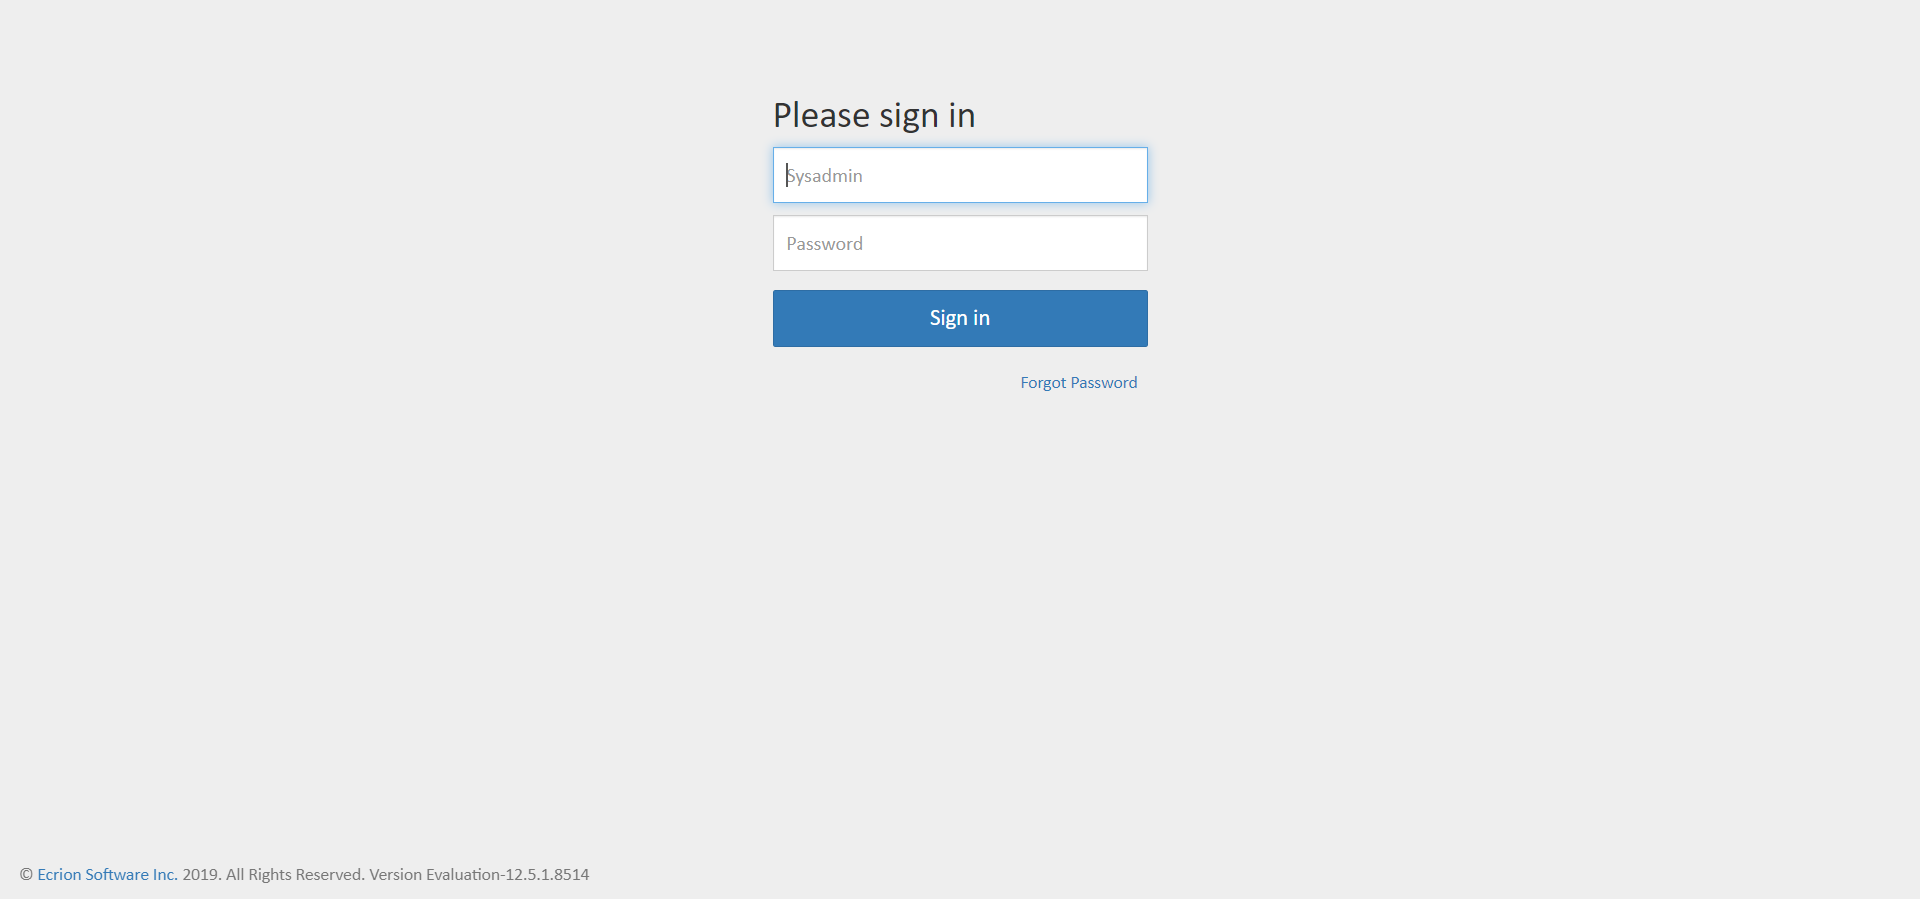 Please sign in
Sysadmin
Password
Sign in
Forgot Password
© Ecrion Software Inc. 2019. All Rights Reserved. Version Evaluation-12.5.1.8514